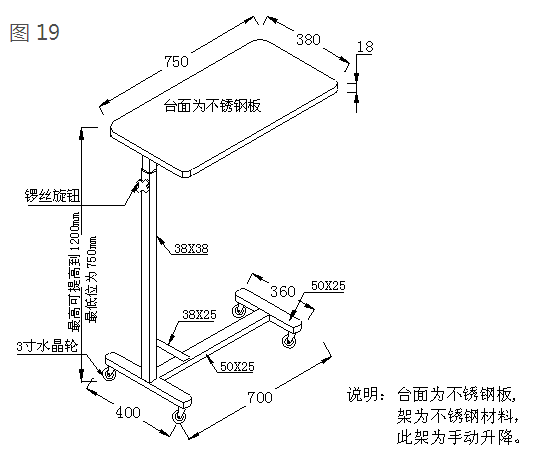 图 19
750
380
18
台面为不锈钢板
锣丝旋钮
38X38
最高可提高到1200mm
最低位为750mm
360
50X25
38X25
3寸水晶轮
50X25
400
700
说明：台面为不锈钢板，
架为不锈钢材料，
此架为手动升降。